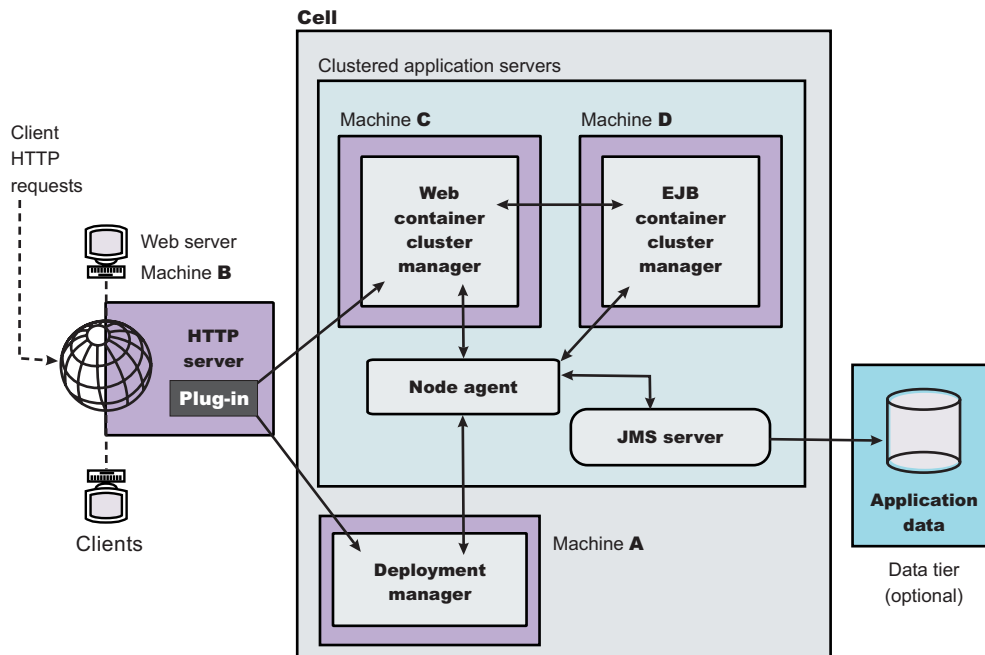 Cell
Clustered application servers
Machine C
Machine D
Client
HTTP
requests
Web
container
cluster
manager
EJB
container
cluster
manager
Web server
Machine B
HTTP
server
Plug-in
Node agent
JMS server
Application
data
Clients
Machine A
Deployment
manager
Data tier
(optional)